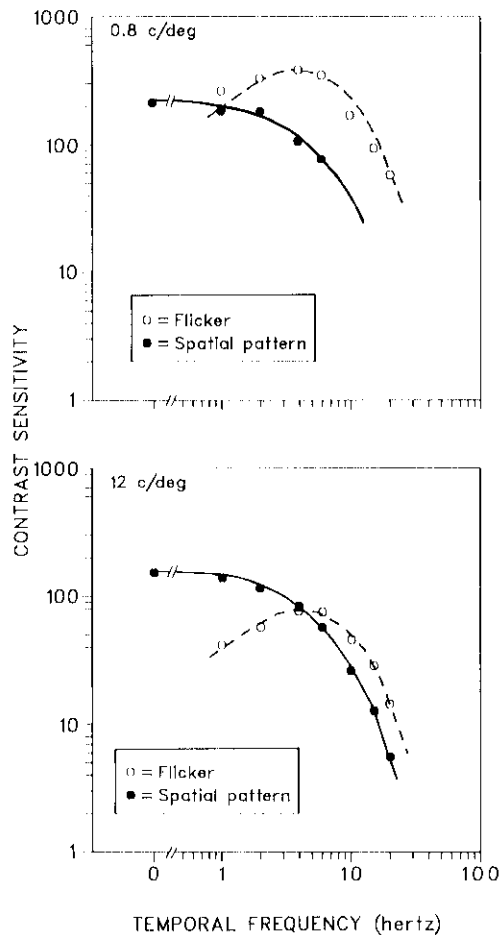 1000
0.8 c/deg
100
10
○ = Flicker
● = Spatial pattern
1
CONTRAST SENSITIVITY
1000
12 c/deg
100
10
○ = Flicker
● = Spatial pattern
1
0 1 10 100
TEMPORAL FREQUENCY (hertz)